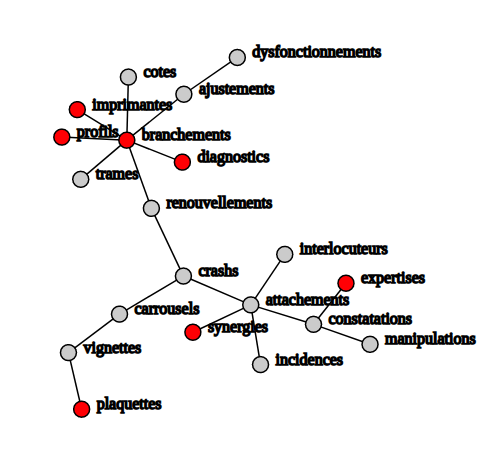 dysfonctionnements
cotes
ajustements
imprimantes
profils
branchements
diagnostics
trames
renouvellements
interlocuteurs
crashs
expertises
attachements
carrousels
constatations
synergies
manipulations
vignettes
incidences
plaquettes